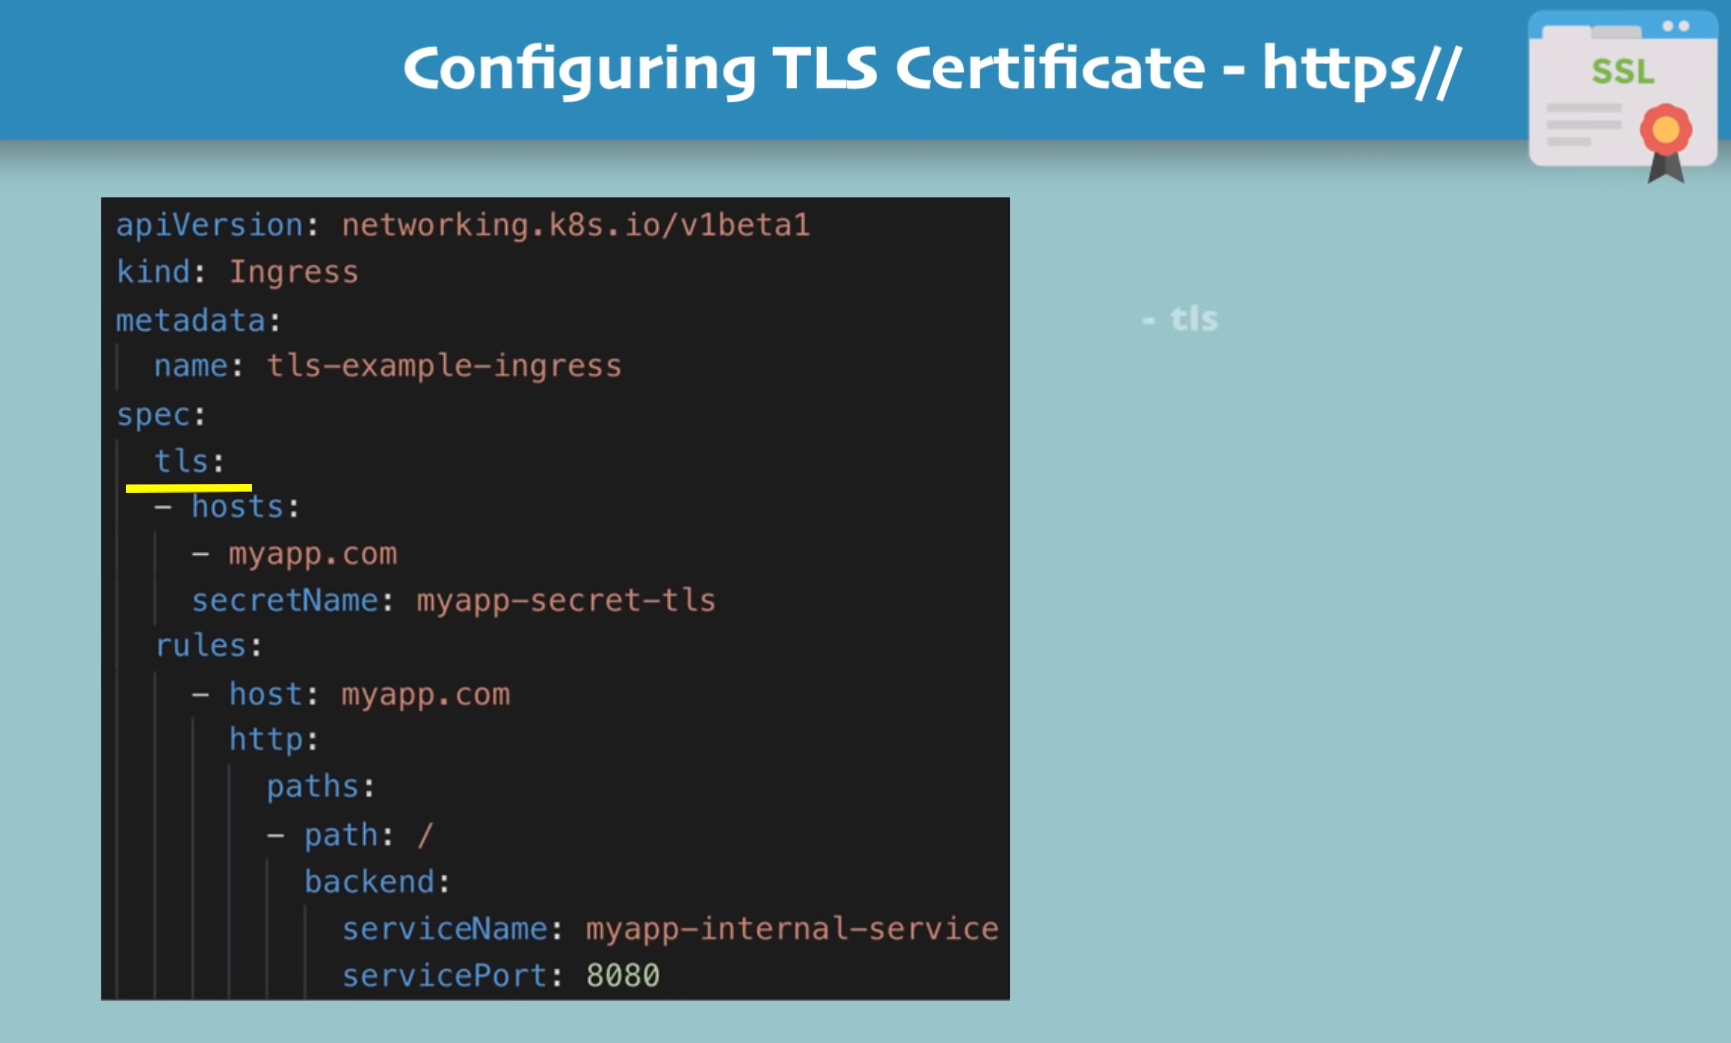 Configuring TLS Certificate - https//
SSL
apiVersion: networking.k8s.io/v1beta1
kind: Ingress
metadata:
  name: tls-example-ingress
spec:
  tls:
  - hosts:
    - myapp.com
    secretName: myapp-secret-tls
  rules:
    - host: myapp.com
      http:
        paths:
        - path: /
          backend:
            serviceName: myapp-internal-service
            servicePort: 8080
- tls